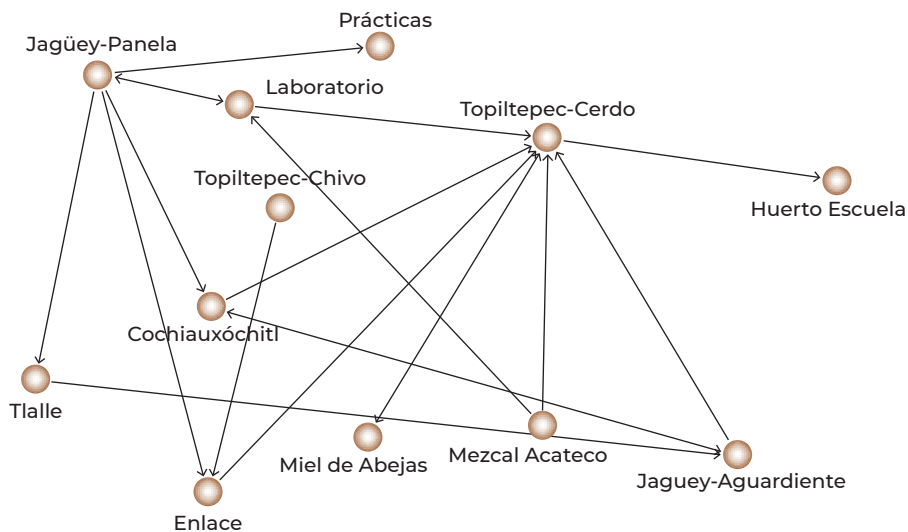 Prácticas
Jagüey-Panela
Laboratorio
Topiltepec-Cerdo
Topiltepec-Chivo
Huerto Escuela
Cochiauxóchitl
Tlalle
Miel de Abejas
Mezcal Acateco
Jaguey-Aguardiente
Enlace